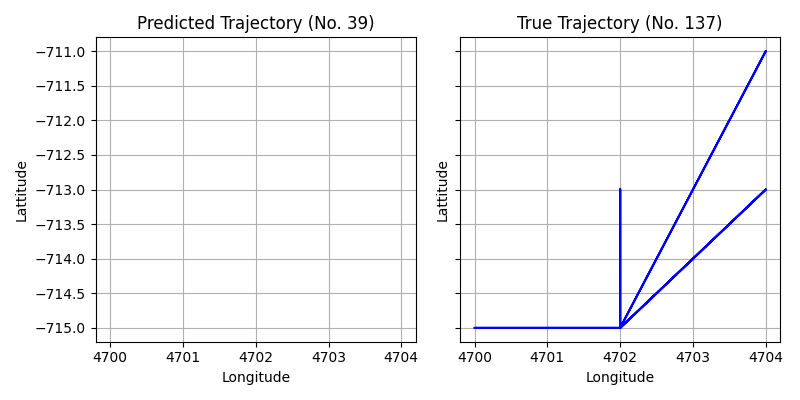 Predicted Trajectory (No. 39)
True Trajectory (No. 137)
Lattitude
−711.0
−711.5
−712.0
−712.5
−713.0
−713.5
−714.0
−714.5
−715.0
4700 4701 4702 4703 4704
Longitude
Lattitude
4700 4701 4702 4703 4704
Longitude